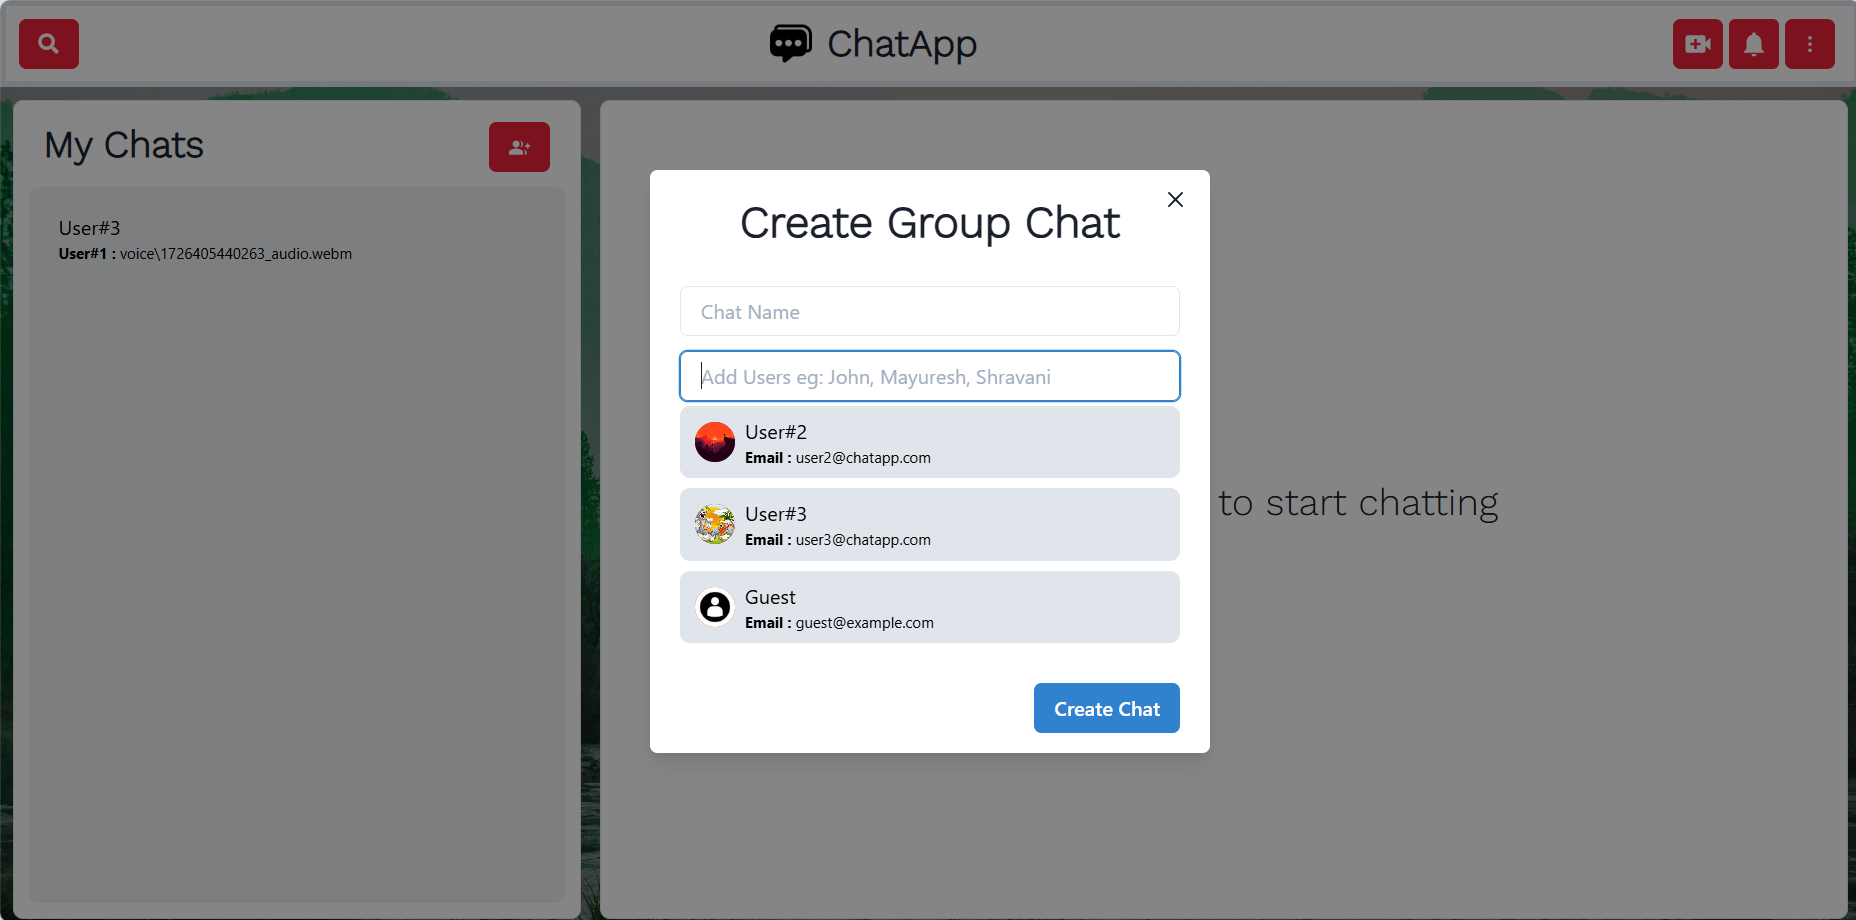 ChatApp
My Chats
User#3
User#1 : voice\1726405440263_audio.webm
Create Group Chat
Chat Name
Add Users eg: John, Mayuresh, Shravani
User#2
Email : user2@chatapp.com
User#3
Email : user3@chatapp.com
Guest
Email : guest@example.com
Create Chat
to start chatting